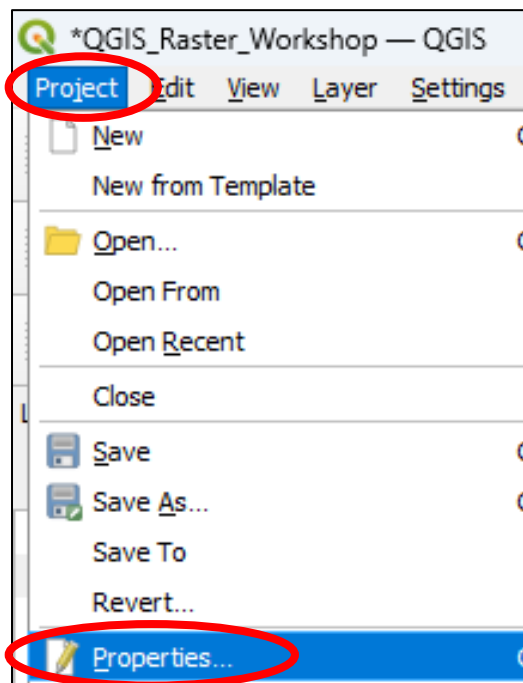 *QGIS_Raster_Workshop — QGIS
Project Edit View Layer Settings
New
New from Template
Open...
Open From
Open Recent
Close
Save
Save As...
Save To
Revert...
Properties...